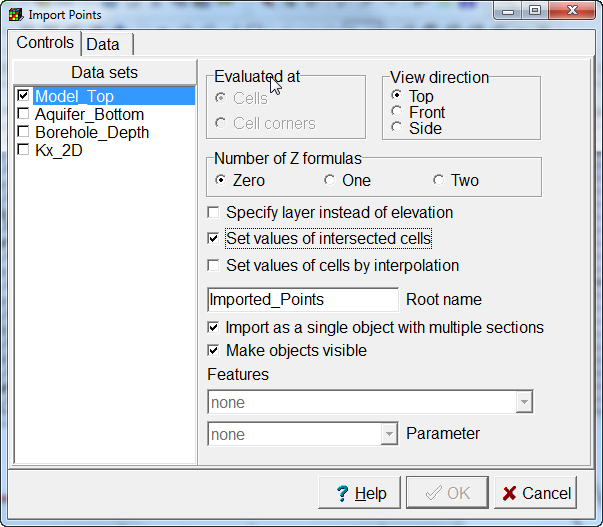 Import Points
Controls
Data
Data sets
Model_Top
Aquifer_Bottom
Borehole_Depth
Kx_2D
Evaluated at
Cells
Cell corners
View direction
Top
Front
Side
Number of Z formulas
Zero One Two
Specify layer instead of elevation
Set values of intersected cells
Set values of cells by interpolation
Imported_Points Root name
Import as a single object with multiple sections
Make objects visible
Features
none
none Parameter
? Help OK Cancel